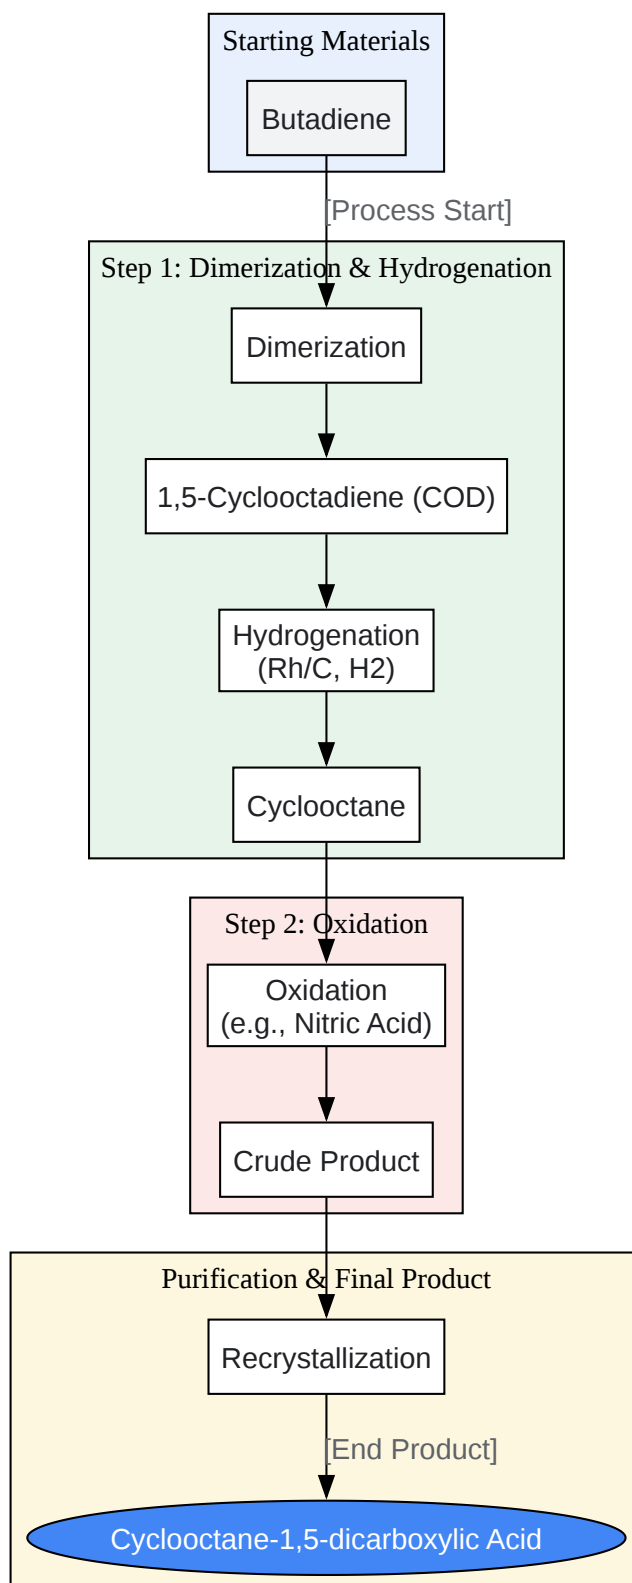 Starting Materials
Butadiene
[Process Start]
Step 1: Dimerization & Hydrogenation
Dimerization
1,5-Cyclooctadiene (COD)
Hydrogenation
(Rh/C, H2)
Cyclooctane
Step 2: Oxidation
Oxidation
(e.g., Nitric Acid)
Crude Product
Purification & Final Product
Recrystallization
[End Product]
Cyclooctane-1,5-dicarboxylic Acid